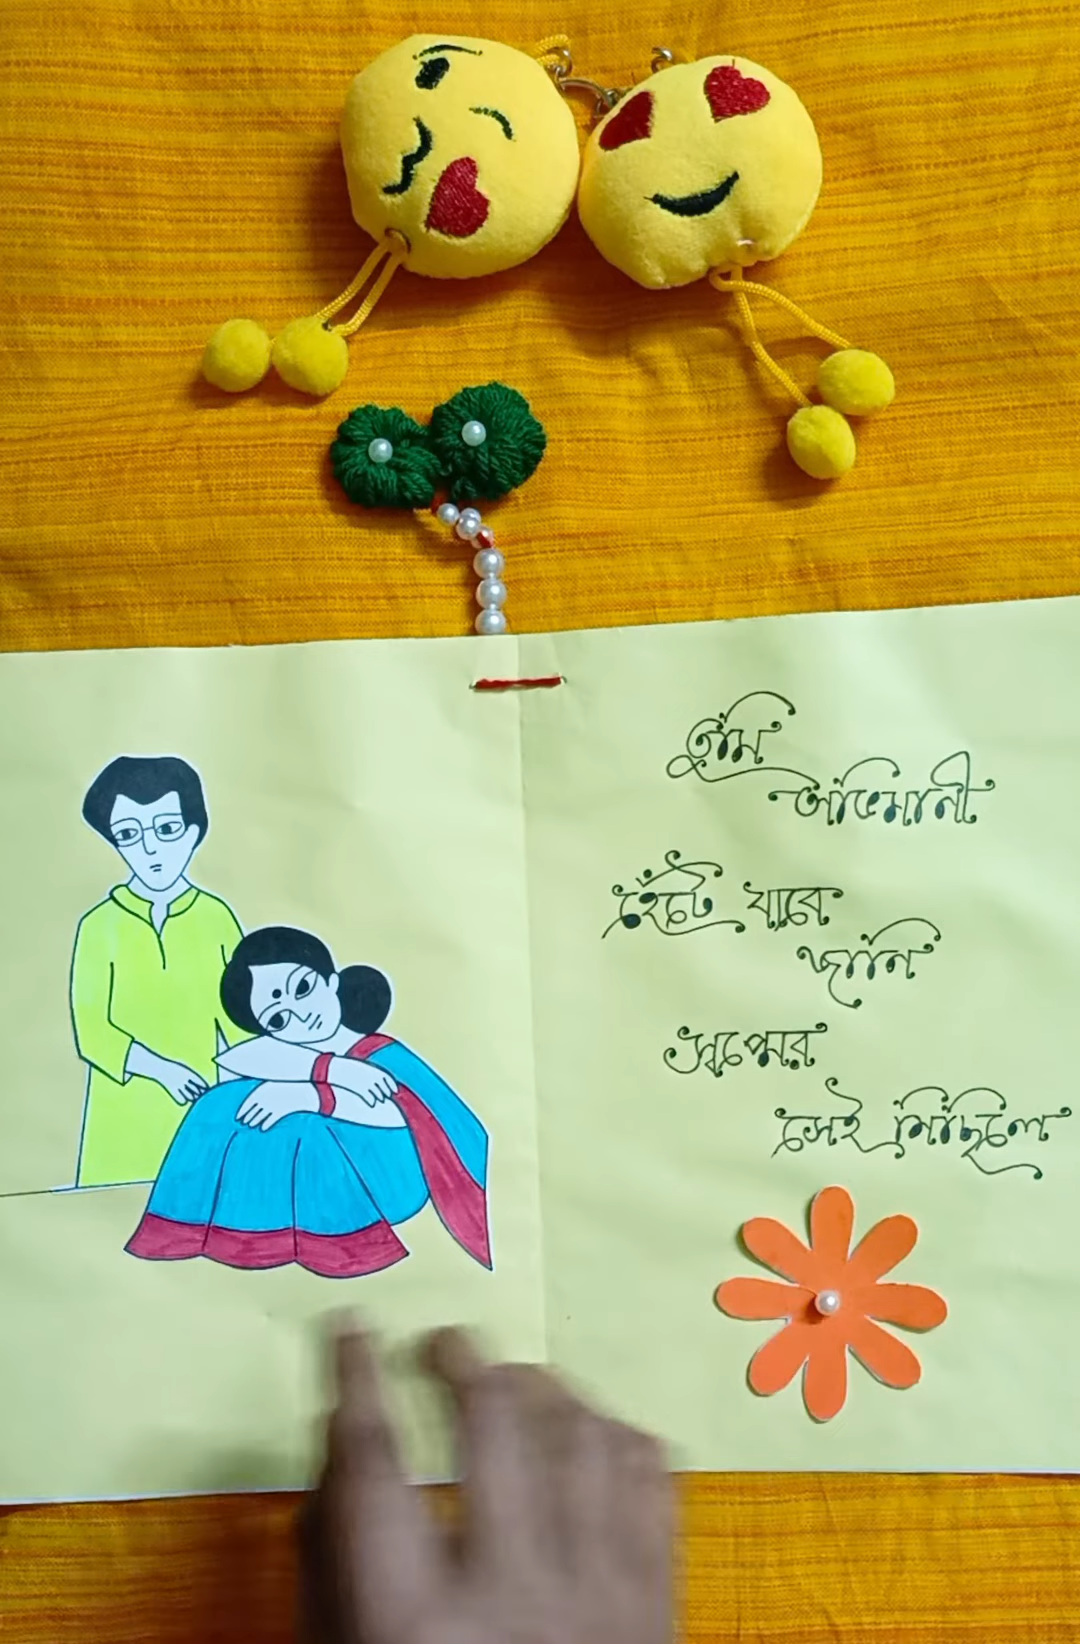 তুমি
অভিমানী
হেঁটে যাবে
জানি
স্বপ্নের
সেই মিছিলে